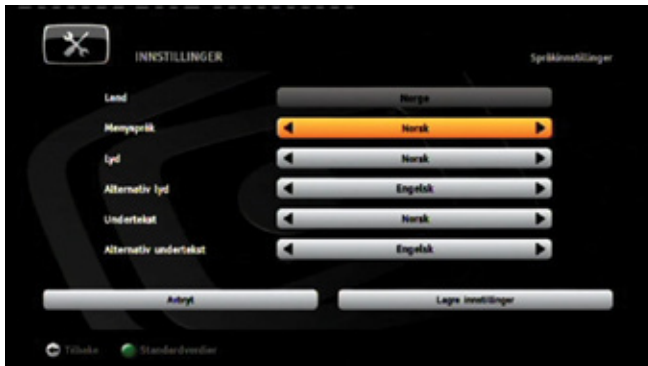 INNSTILLINGER
Språkinnstillinger
Land Norge
Menyspråk Norsk
Lyd Norsk
Alternativ lyd Engelsk
Undertekst Norsk
Alternativ undertekst Engelsk
Avbryt Lagre innstillinger
Tilbake Standardverdier